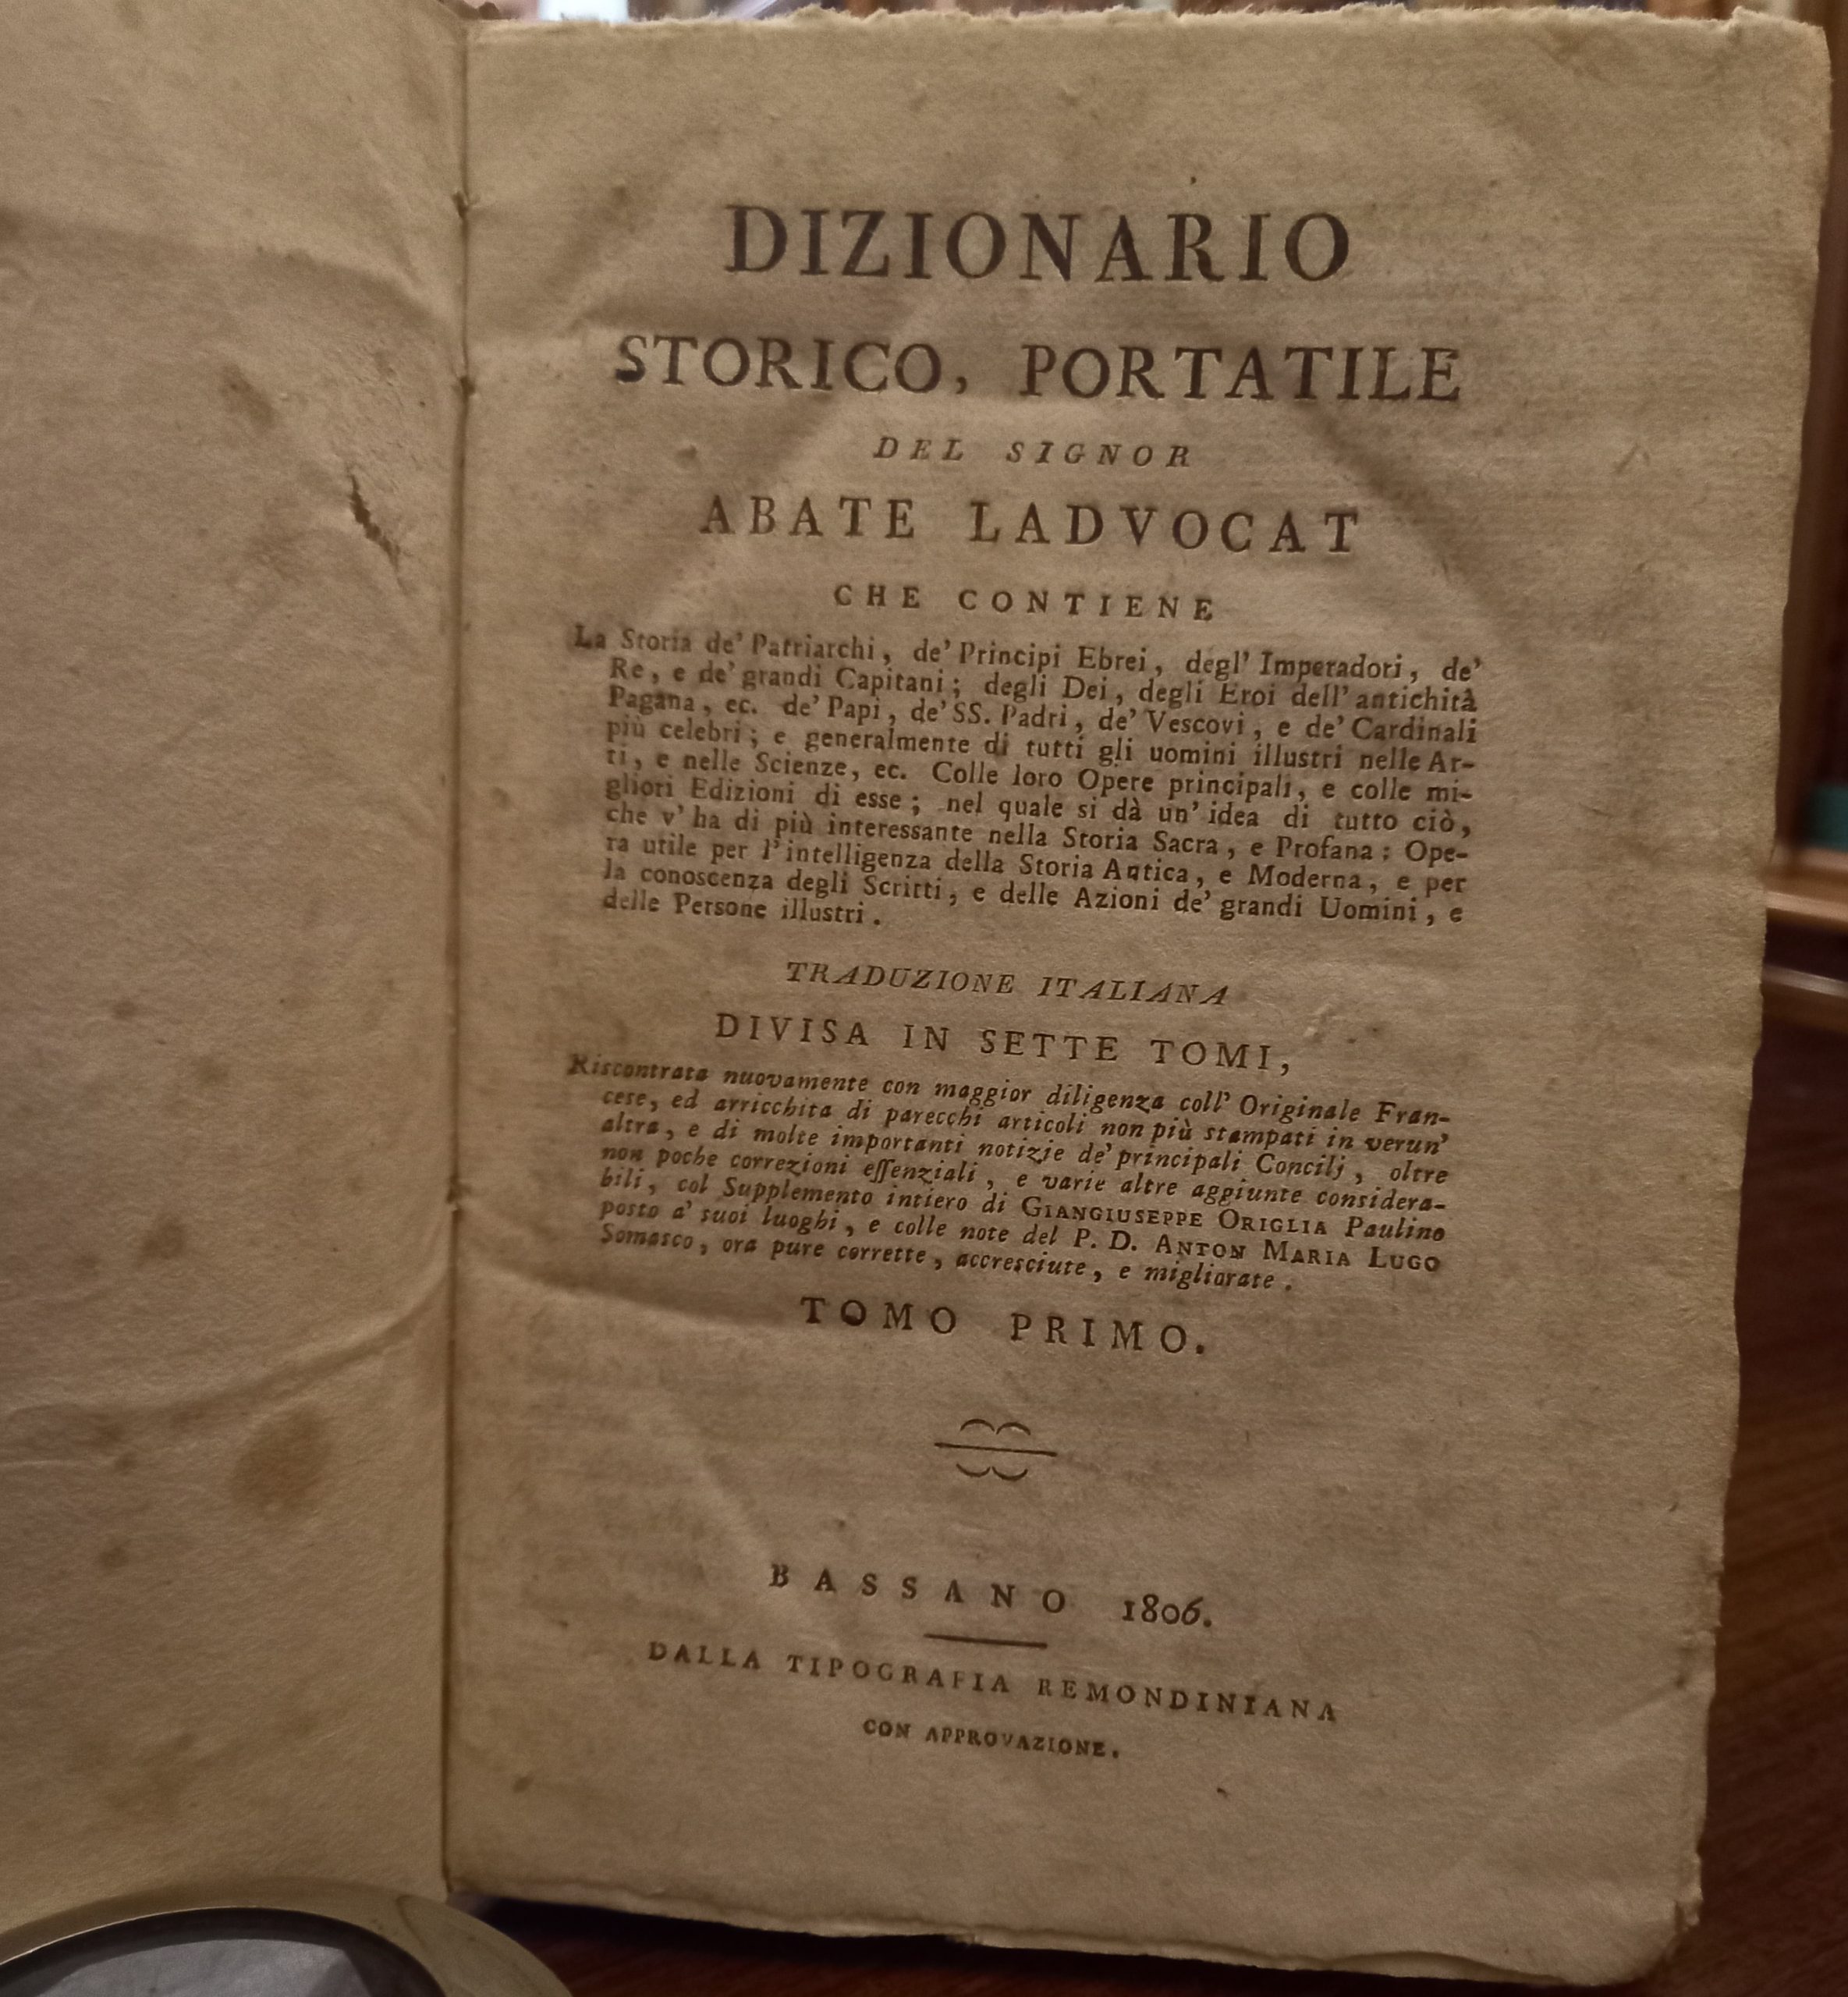 DIZIONARIO
STORICO, PORTATILE
DEL SIGNOR
ABATE LADVOCAT
CHE CONTIENE
La Storia de' Patriarchi, de' Principi Ebrei, degl' Imperadori, de'
Re, e de' grandi Capitani; degli Dei, degli Eroi dell' antichità
Pagana, ec. de' Papi, de' SS. Padri, de' Vescovi, e de' Cardinali
più celebri; e generalmente di tutti gli uomini illustri nelle Ar-
ti, e nelle Scienze, ec. Colle loro Opere principali, e colle mi-
gliori Edizioni di esse; nel quale si dà un' idea di tutto ciò,
che v' ha di più interessante nella Storia Sacra, e Profana: Ope-
ra utile per l'intelligenza della Storia Antica, e Moderna, e per
la conoscenza degli Scritti, e delle Azioni de' grandi Uomini, e
delle Persone illustri.
TRADUZIONE ITALIANA
DIVISA IN SETTE TOMI,
Riscontrata nuovamente con maggior diligenza coll' Originale Fran-
cese, ed arricchita di parecchi articoli non più stampati in verun'
altra, e di molte importanti notizie de' principali Concilj, oltre
non poche correzioni essenziali, e varie altre aggiunte considera-
bili, col Supplemento intiero di GIANGIUSEPPE ORIGLIA Paulino
posto a' suoi luoghi, e colle note del P. D. ANTON MARIA LUGO
Somasco, ora pure corrette, accresciute, e migliorate.
TOMO PRIMO.
BASSANO 1806.
DALLA TIPOGRAFIA REMONDINIANA
CON APPROVAZIONE.